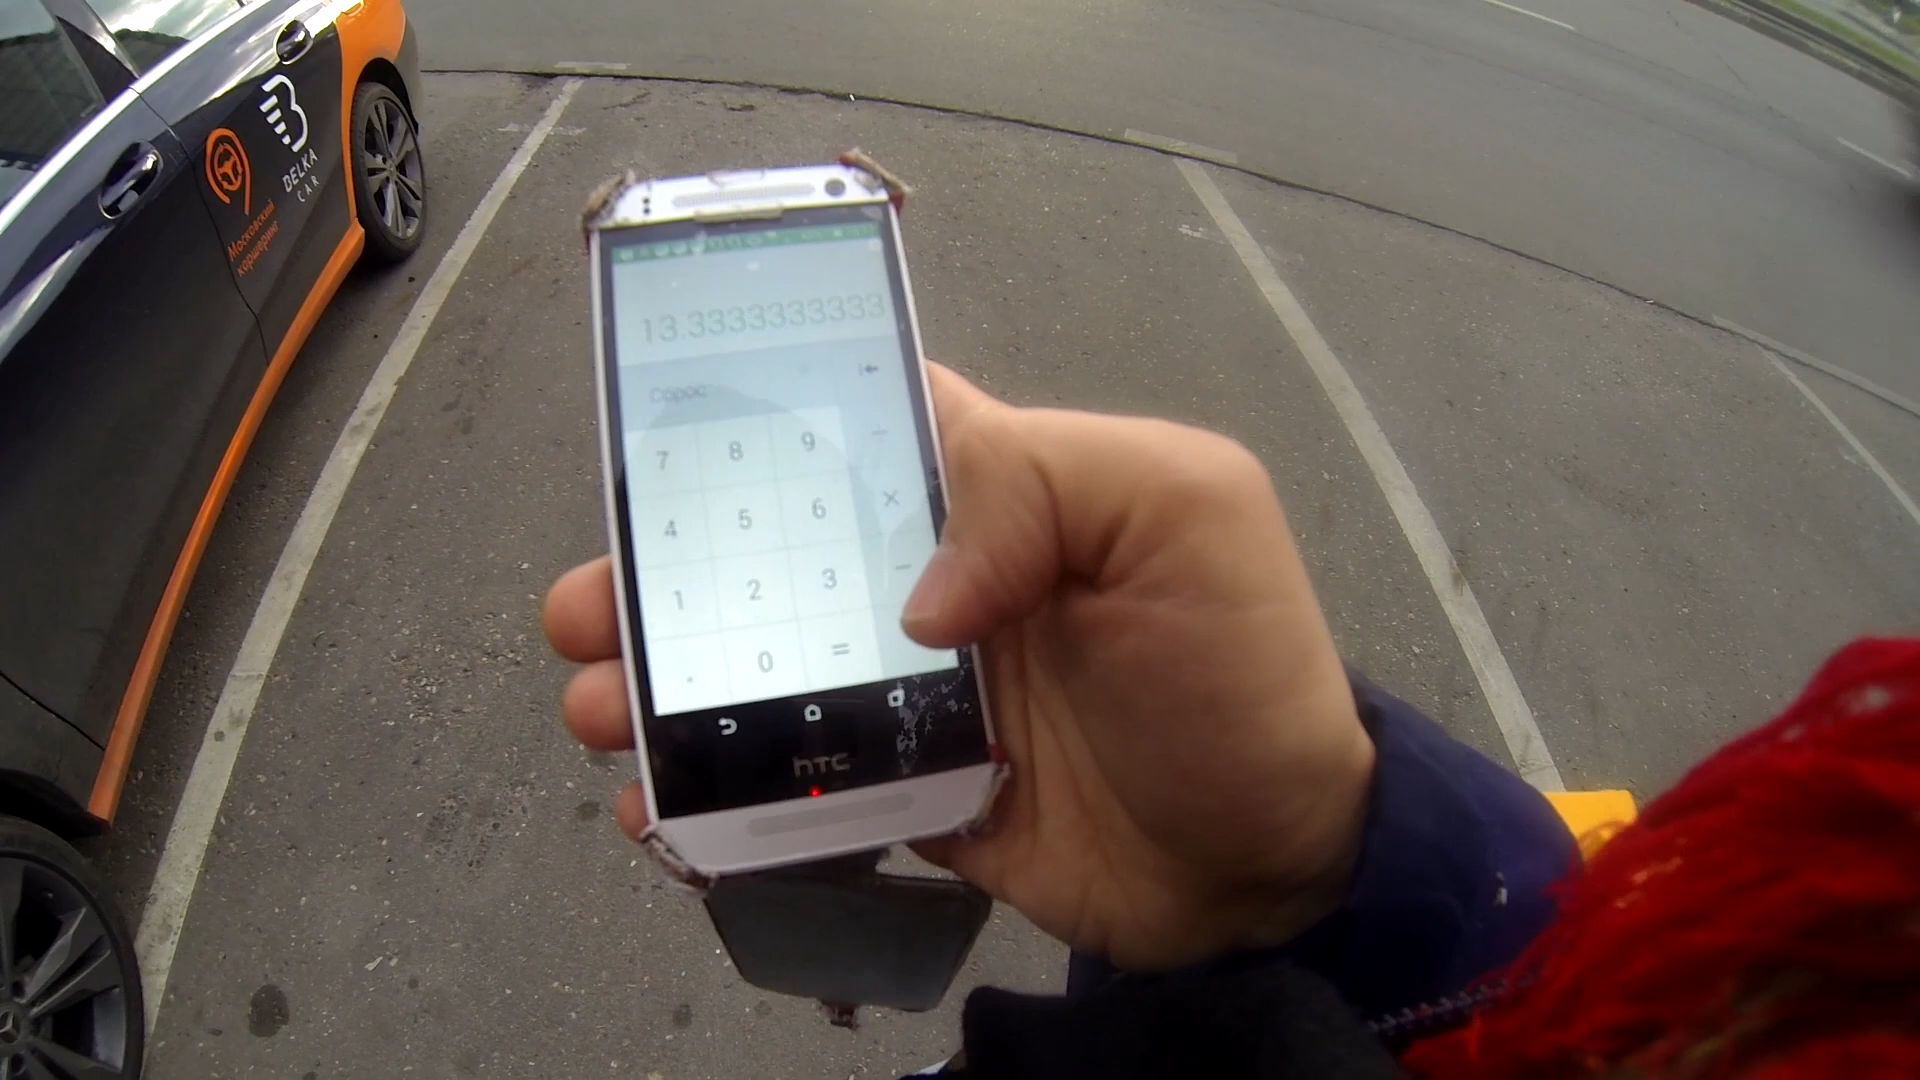 BELKA
CAR
Московский
каршеринг
13.3333333333
Сброс
7 8 9 ÷
4 5 6 ×
1 2 3 −
. 0 =
hTC